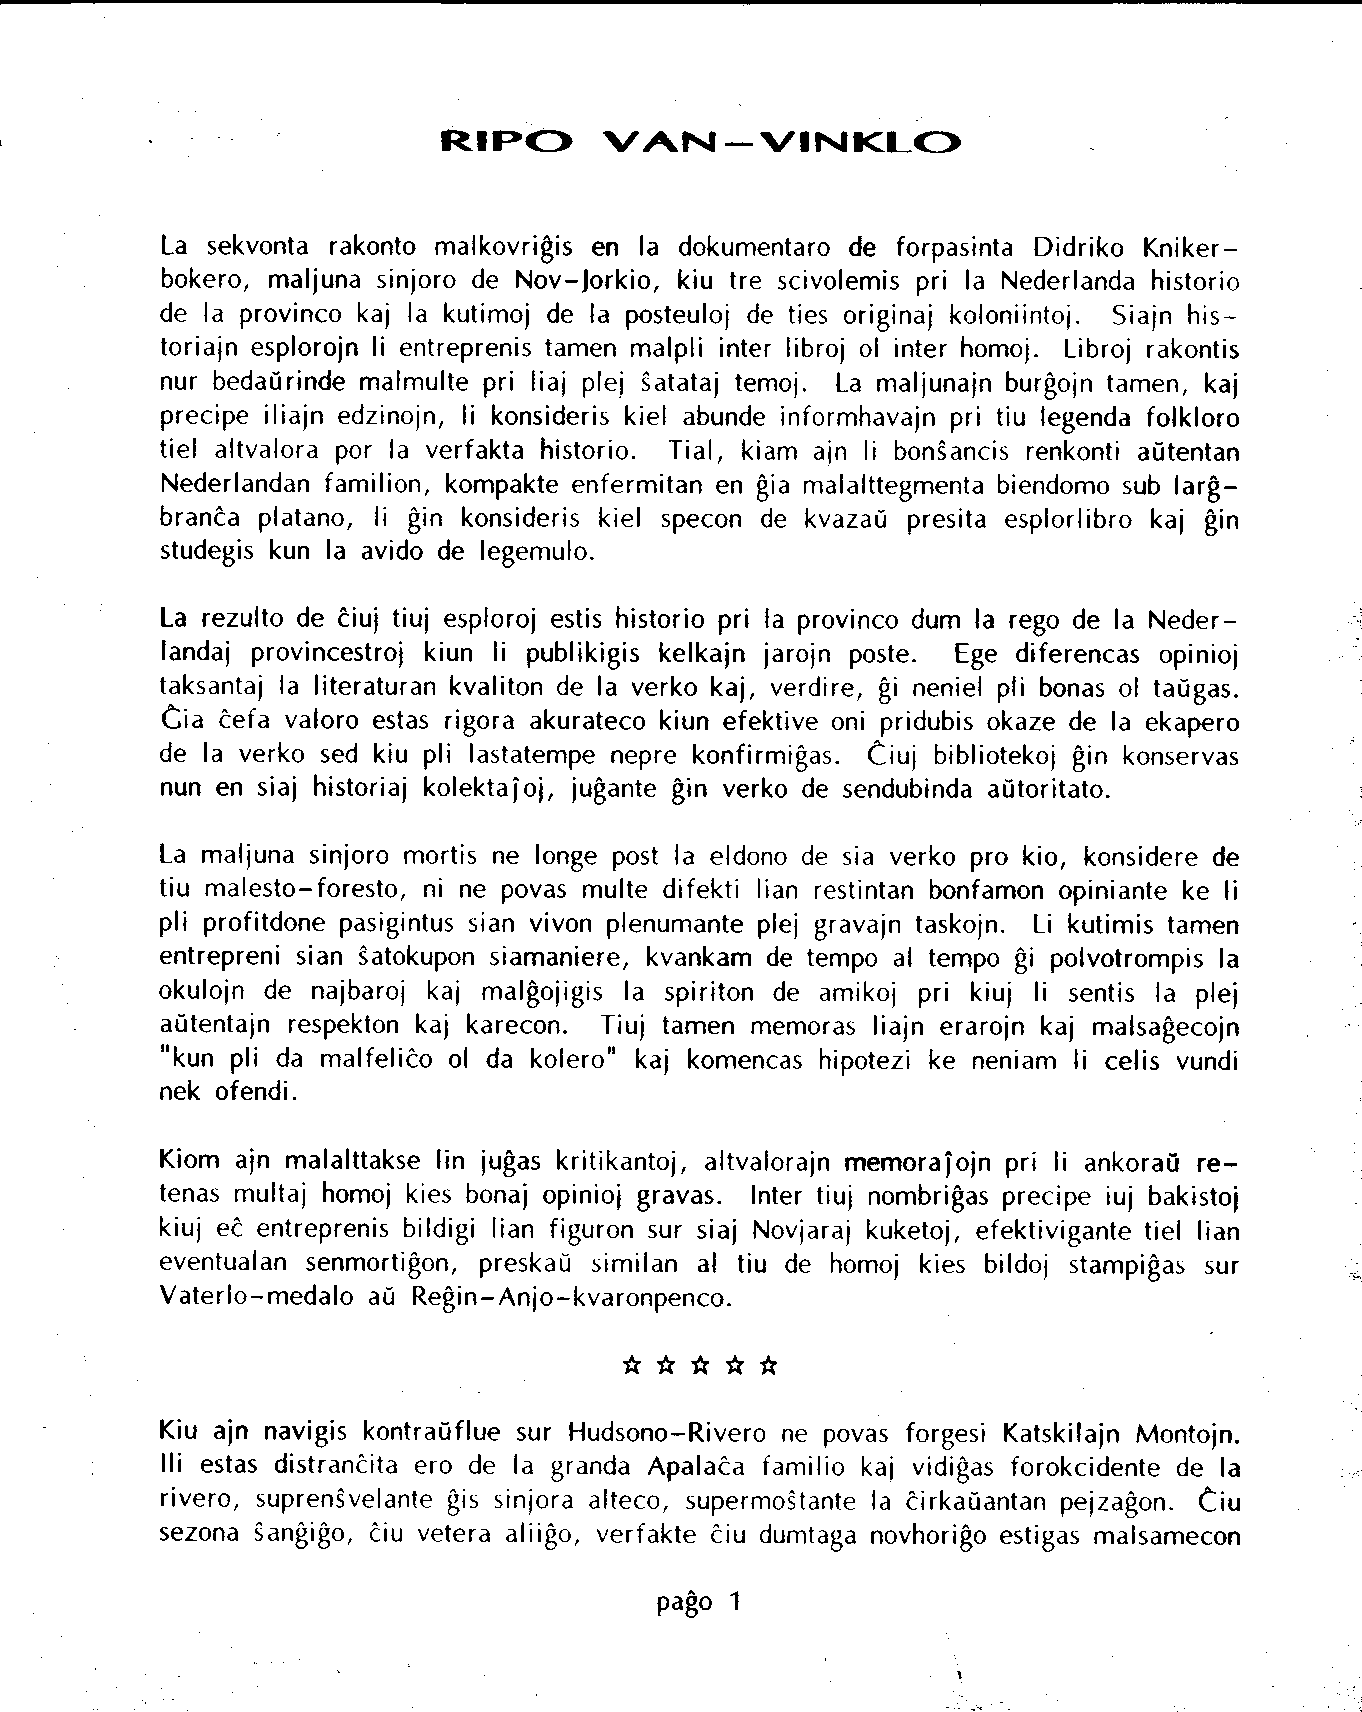 RIPO VAN-VINKLO
La sekvonta rakonto malkovriĝis en la dokumentaro de forpasinta Didriko Kniker-
bokero, maljuna sinjoro de Nov-Jorkio, kiu tre scivolemis pri la Nederlanda historio
de la provinco kaj la kutimoj de la posteuloj de ties originaj koloniintoj. Siajn his-
toriajn esplorojn li entreprenis tamen malpli inter libroj ol inter homoj. Libroj rakontis
nur bedaŭrinde malmulte pri liaj plej ŝatataj temoj. La maljunajn burĝojn tamen, kaj
precipe iliajn edzinojn, li konsideris kiel abunde informhavajn pri tiu legenda folkloro
tiel altvalora por la verfakta historio. Tial, kiam ajn li bonŝancis renkonti aŭtentan
Nederlandan familion, kompakte enfermitan en ĝia malalttegmenta biendomo sub larĝ-
branĉa platano, li ĝin konsideris kiel specon de kvazaŭ presita esplorlibro kaj ĝin
studegis kun la avido de legemulo.
La rezulto de ĉiuj tiuj esploroj estis historio pri la provinco dum la rego de la Neder-
landaj provincestroj kiun li publikigis kelkajn jarojn poste. Ege diferencas opinioj
taksantaj la literaturan kvaliton de la verko kaj, verdire, ĝi neniel pli bonas ol taŭgas.
Ĝia ĉefa valoro estas rigora akurateco kiun efektive oni pridubis okaze de la ekapero
de la verko sed kiu pli lastatempe nepre konfirmiĝas. Ĉiuj bibliotekoj ĝin konservas
nun en siaj historiaj kolektaĵoj, juĝante ĝin verko de sendubinda aŭtoritato.
La maljuna sinjoro mortis ne longe post la eldono de sia verko pro kio, konsidere de
tiu malesto-foresto, ni ne povas multe difekti lian restintan bonfamon opiniante ke li
pli profitdone pasigintus sian vivon plenumante plej gravajn taskojn. Li kutimis tamen
entrepreni sian ŝatokupon siamaniere, kvankam de tempo al tempo ĝi polvotrompis la
okulojn de najbaroj kaj malĝojigis la spiriton de amikoj pri kiuj li sentis la plej
aŭtentajn respekton kaj karecon. Tiuj tamen memoras liajn erarojn kaj malsaĝecojn
"kun pli da malfeliĉo ol da kolero" kaj komencas hipotezi ke neniam li celis vundi
nek ofendi.
Kiom ajn malalttakse lin juĝas kritikantoj, altvalorajn memoraĵojn pri li ankoraŭ re-
tenas multaj homoj kies bonaj opinioj gravas. Inter tiuj nombriĝas precipe iuj bakistoj
kiuj eĉ entreprenis bildigi lian figuron sur siaj Novjaraj kuketoj, efektivigante tiel lian
eventualan senmortiĝon, preskaŭ similan al tiu de homoj kies bildoj stampiĝas sur
Vaterlo-medalo aŭ Reĝin-Anjo-kvaronpenco.
☆ ☆ ☆ ☆ ☆
Kiu ajn navigis kontraŭflue sur Hudsono-Rivero ne povas forgesi Katskilajn Montojn.
Ili estas distranĉita ero de la granda Apalaĉa familio kaj vidiĝas forokcidente de la
rivero, suprenŝvelante ĝis sinjora alteco, supermoŝtante la ĉirkaŭantan pejzaĝon. Ĉiu
sezona ŝanĝiĝo, ĉiu vetera aliiĝo, verfakte ĉiu dumtaga novhoriĝo estigas malsamecon
paĝo 1